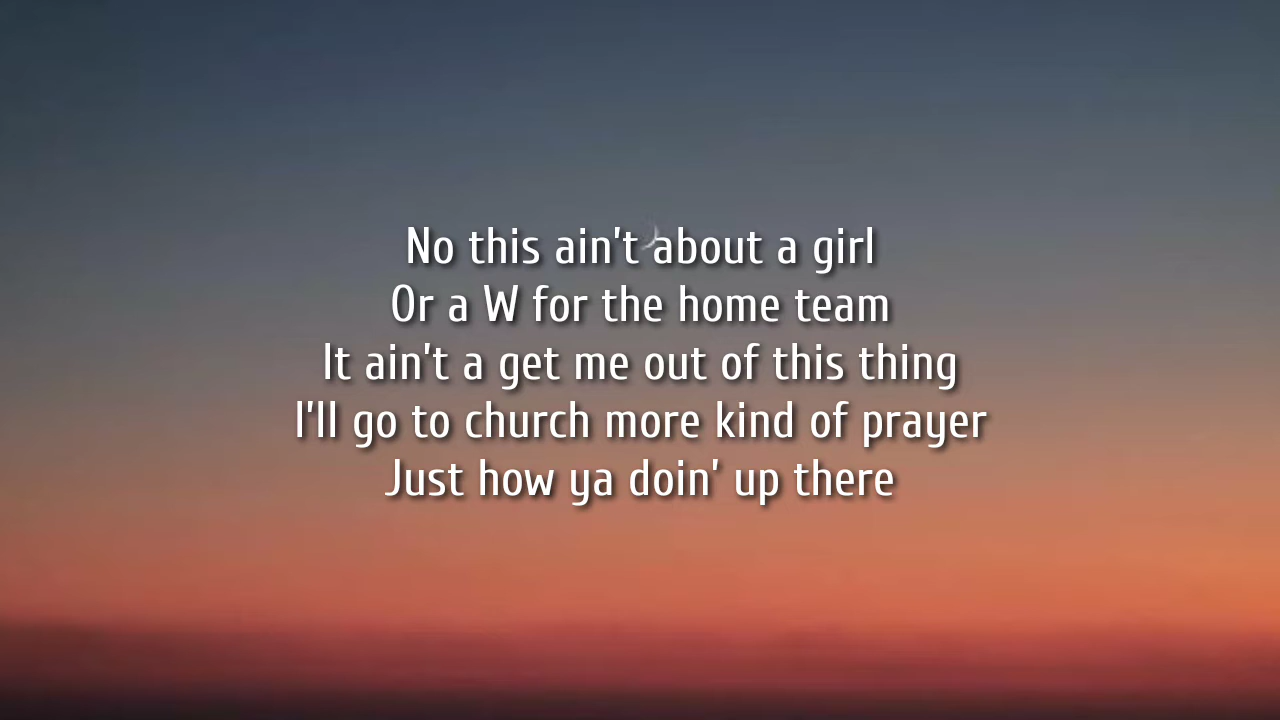 No this ain't about a girl
Or a W for the home team
It ain't a get me out of this thing
I'll go to church more kind of prayer
Just how ya doin' up there